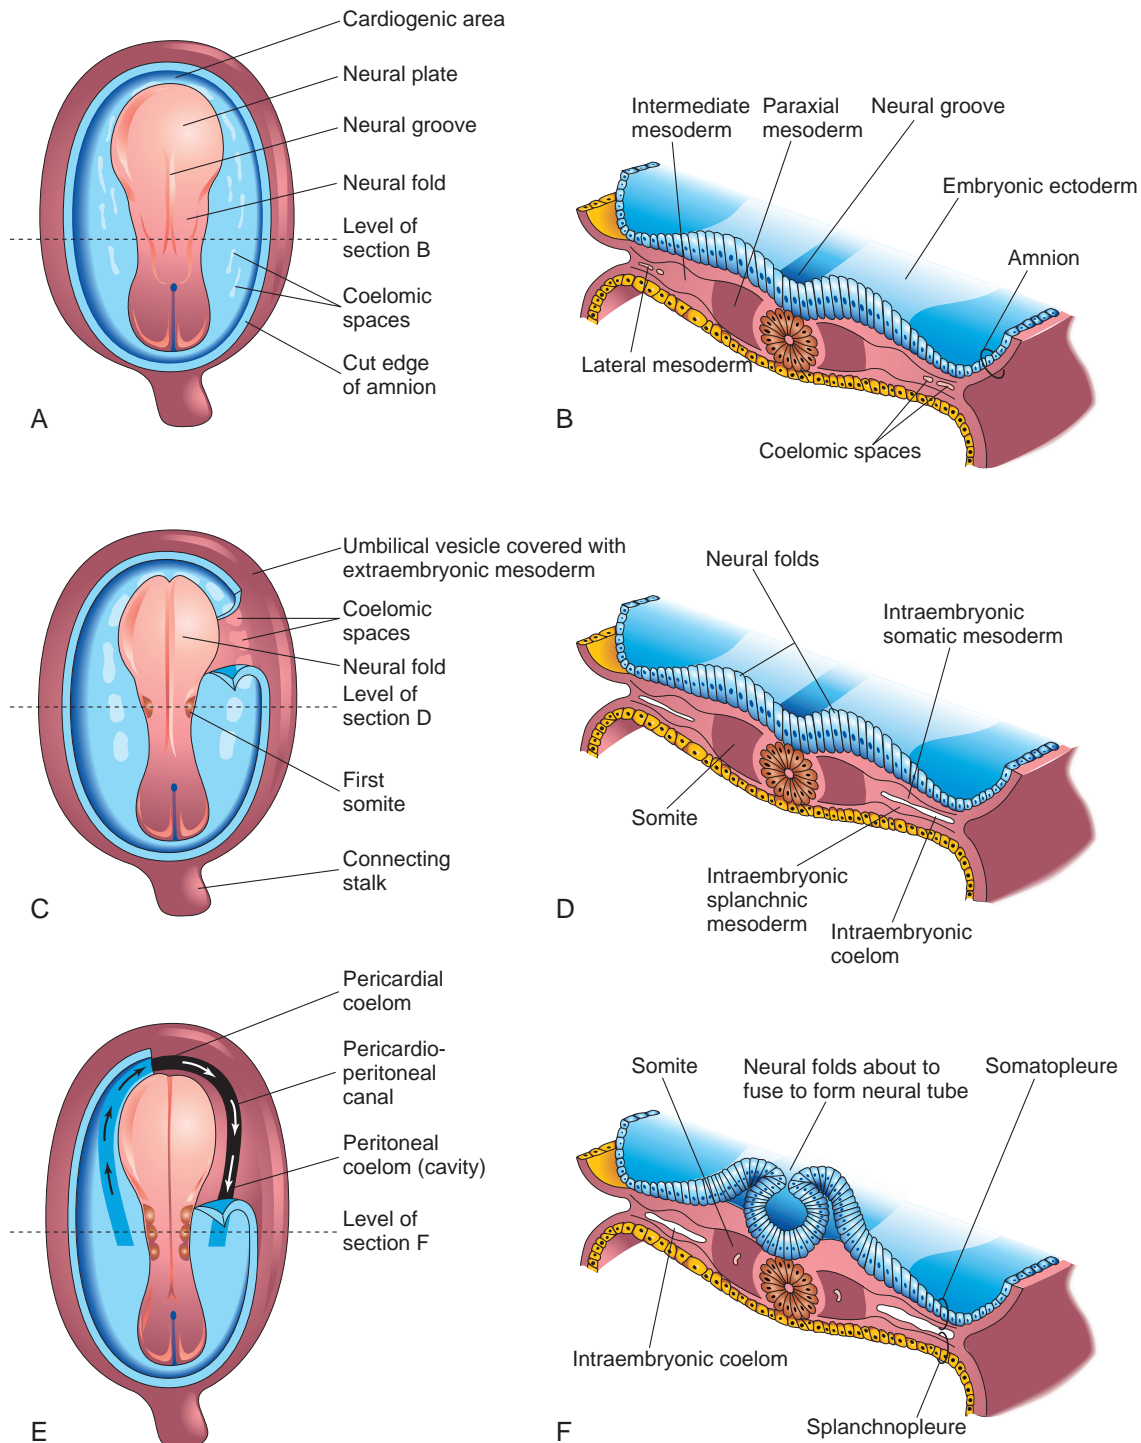 Cardiogenic area
Neural plate
Neural groove
Neural fold
Level of
section B
Coelomic
spaces
Cut edge
of amnion
A
Intermediate
mesoderm
Paraxial
mesoderm
Neural groove
Embryonic ectoderm
Amnion
Lateral mesoderm
Coelomic spaces
B
Umbilical vesicle covered with
extraembryonic mesoderm
Coelomic
spaces
Neural fold
Level of
section D
First
somite
Connecting
stalk
C
Neural folds
Intraembryonic
somatic mesoderm
Somite
Intraembryonic
splanchnic
mesoderm
Intraembryonic
coelom
D
Pericardial
coelom
Pericardio-
peritoneal
canal
Peritoneal
coelom (cavity)
Level of
section F
E
Somite
Neural folds about to
fuse to form neural tube
Somatopleure
Intraembryonic coelom
Splanchnopleure
F